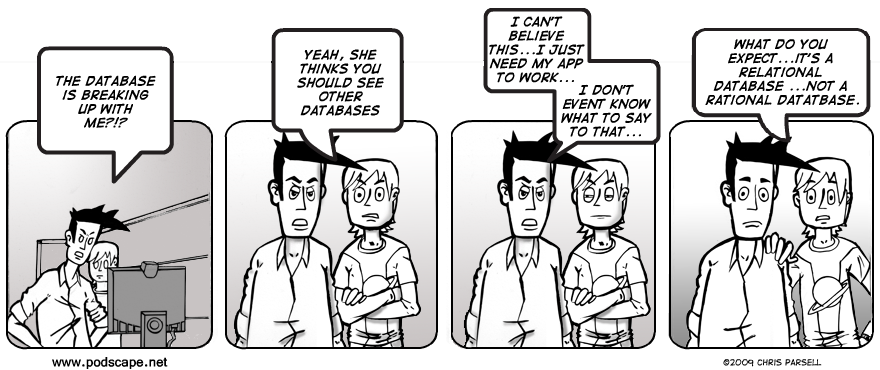 THE DATABASE
IS BREAKING
UP WITH
ME?!?
YEAH, SHE
THINKS YOU
SHOULD SEE
OTHER
DATABASES
I CAN'T
BELIEVE
THIS...I JUST
NEED MY APP
TO WORK...
I DON'T
EVENT KNOW
WHAT TO SAY
TO THAT...
WHAT DO YOU
EXPECT...IT'S A
RELATIONAL
DATABASE ...NOT A
RATIONAL DATATBASE.
www.podscape.net
©2009 CHRIS PARSELL